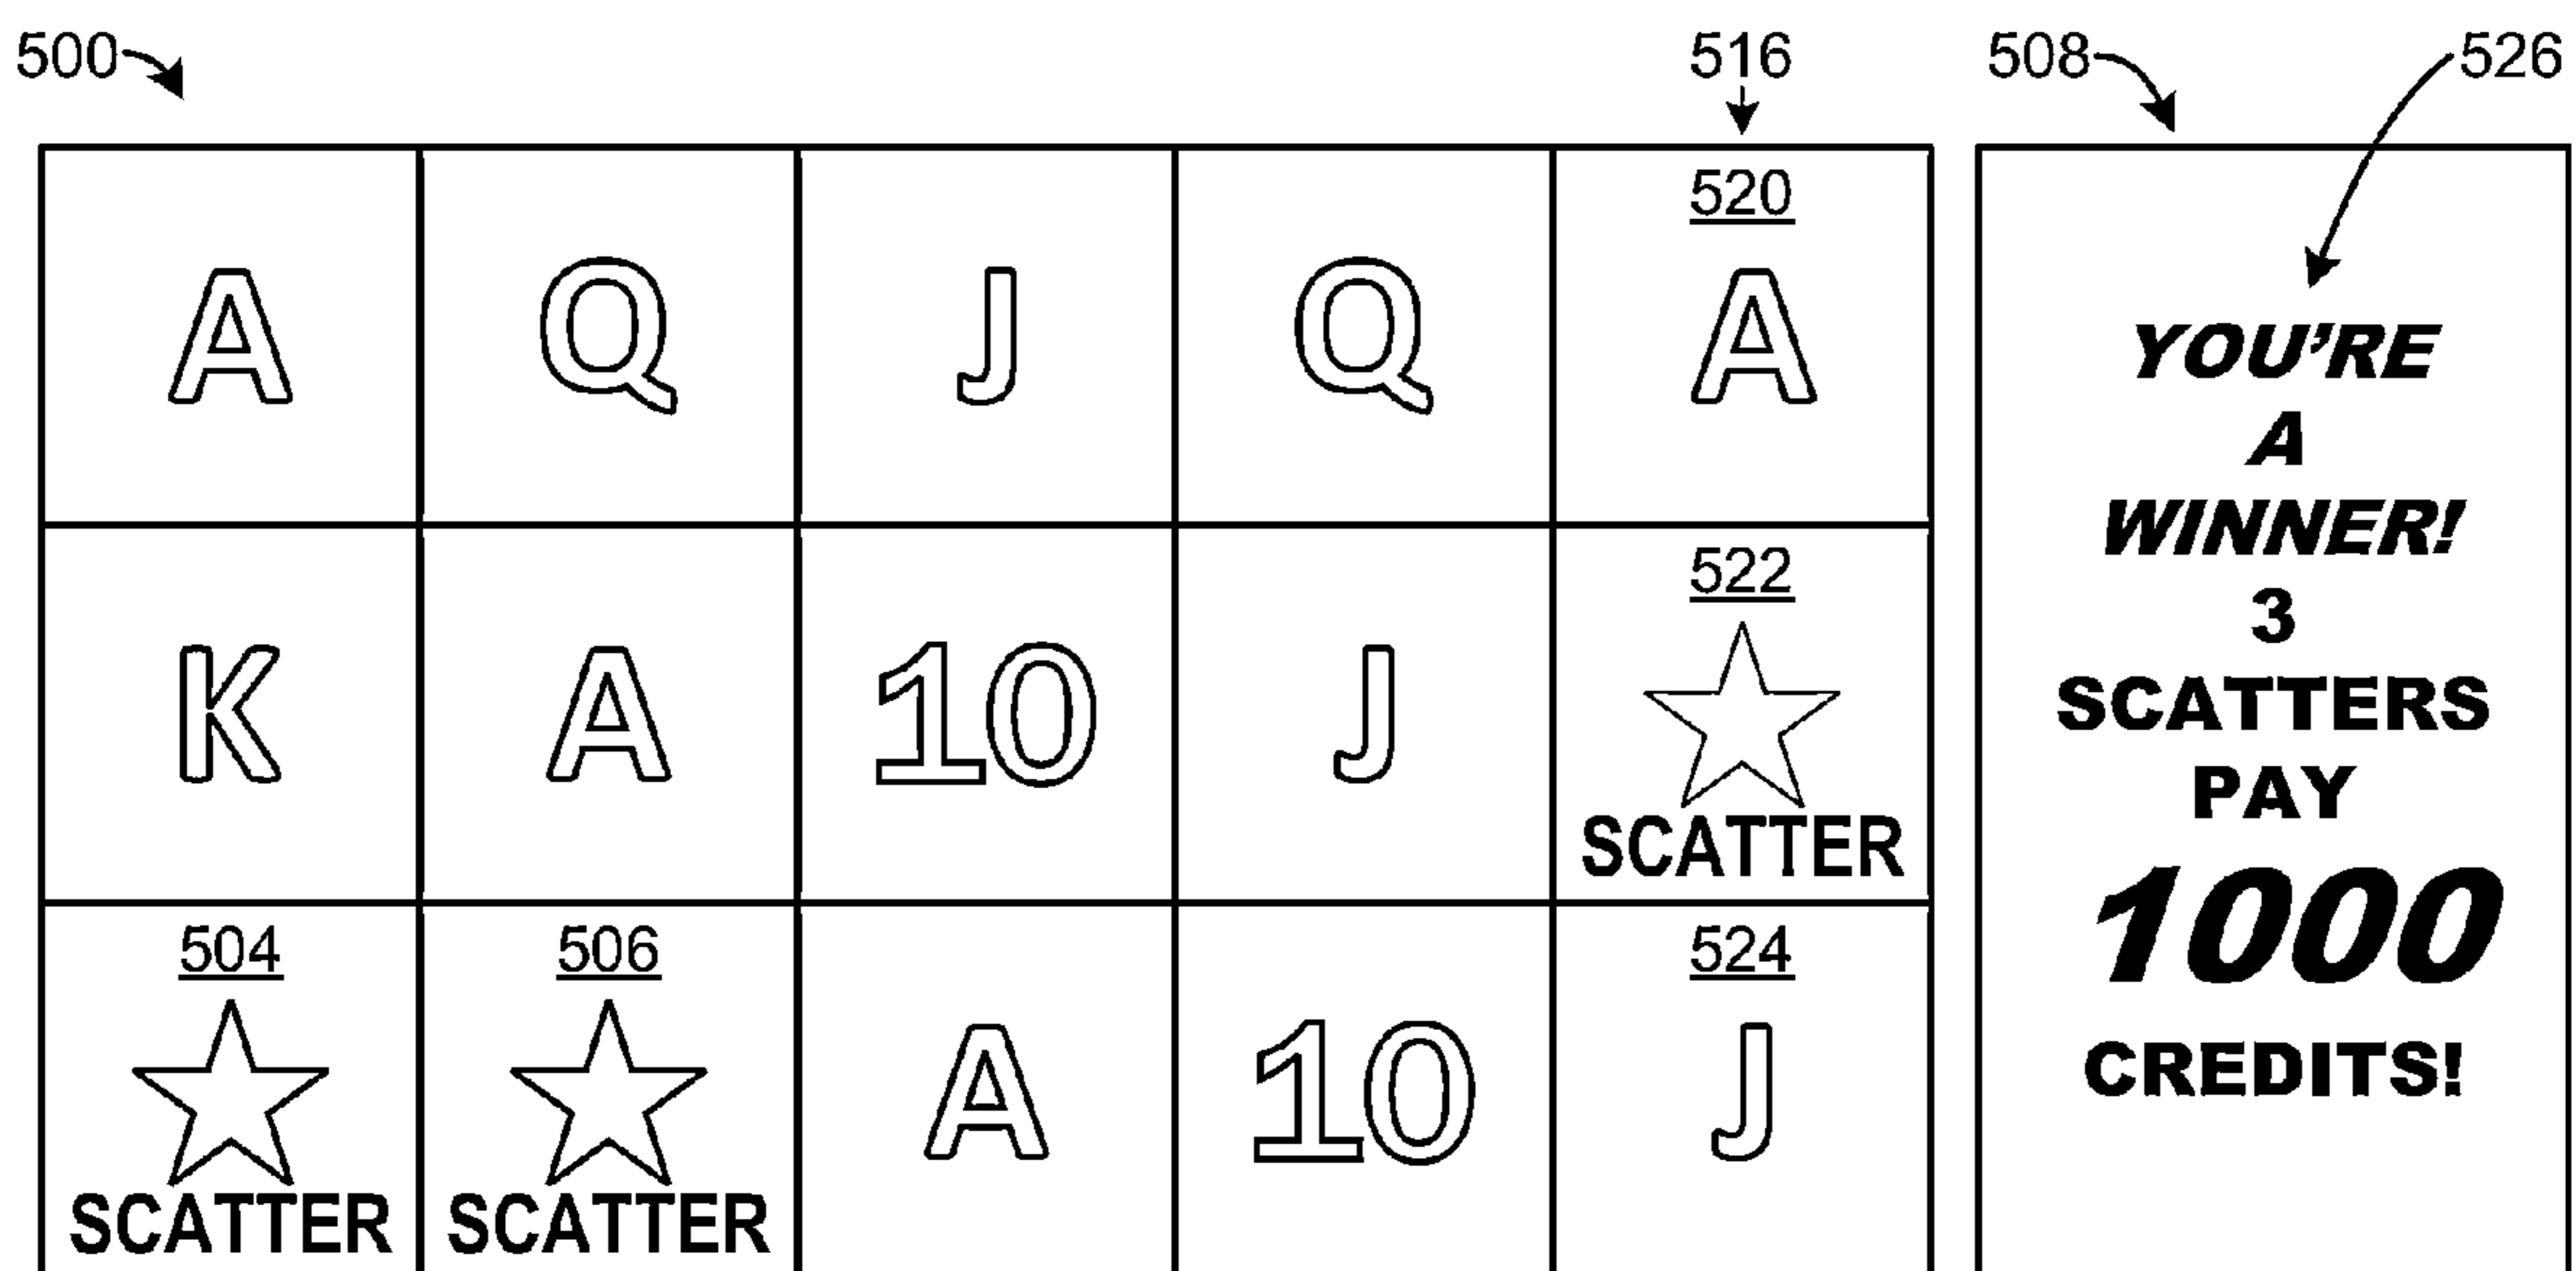 500 516 508 526
520
A Q J Q A
522
K A 10 J
SCATTER
504 506 524
A 10 J
SCATTER SCATTER
YOU'RE
A
WINNER!
3
SCATTERS
PAY
1000
CREDITS!